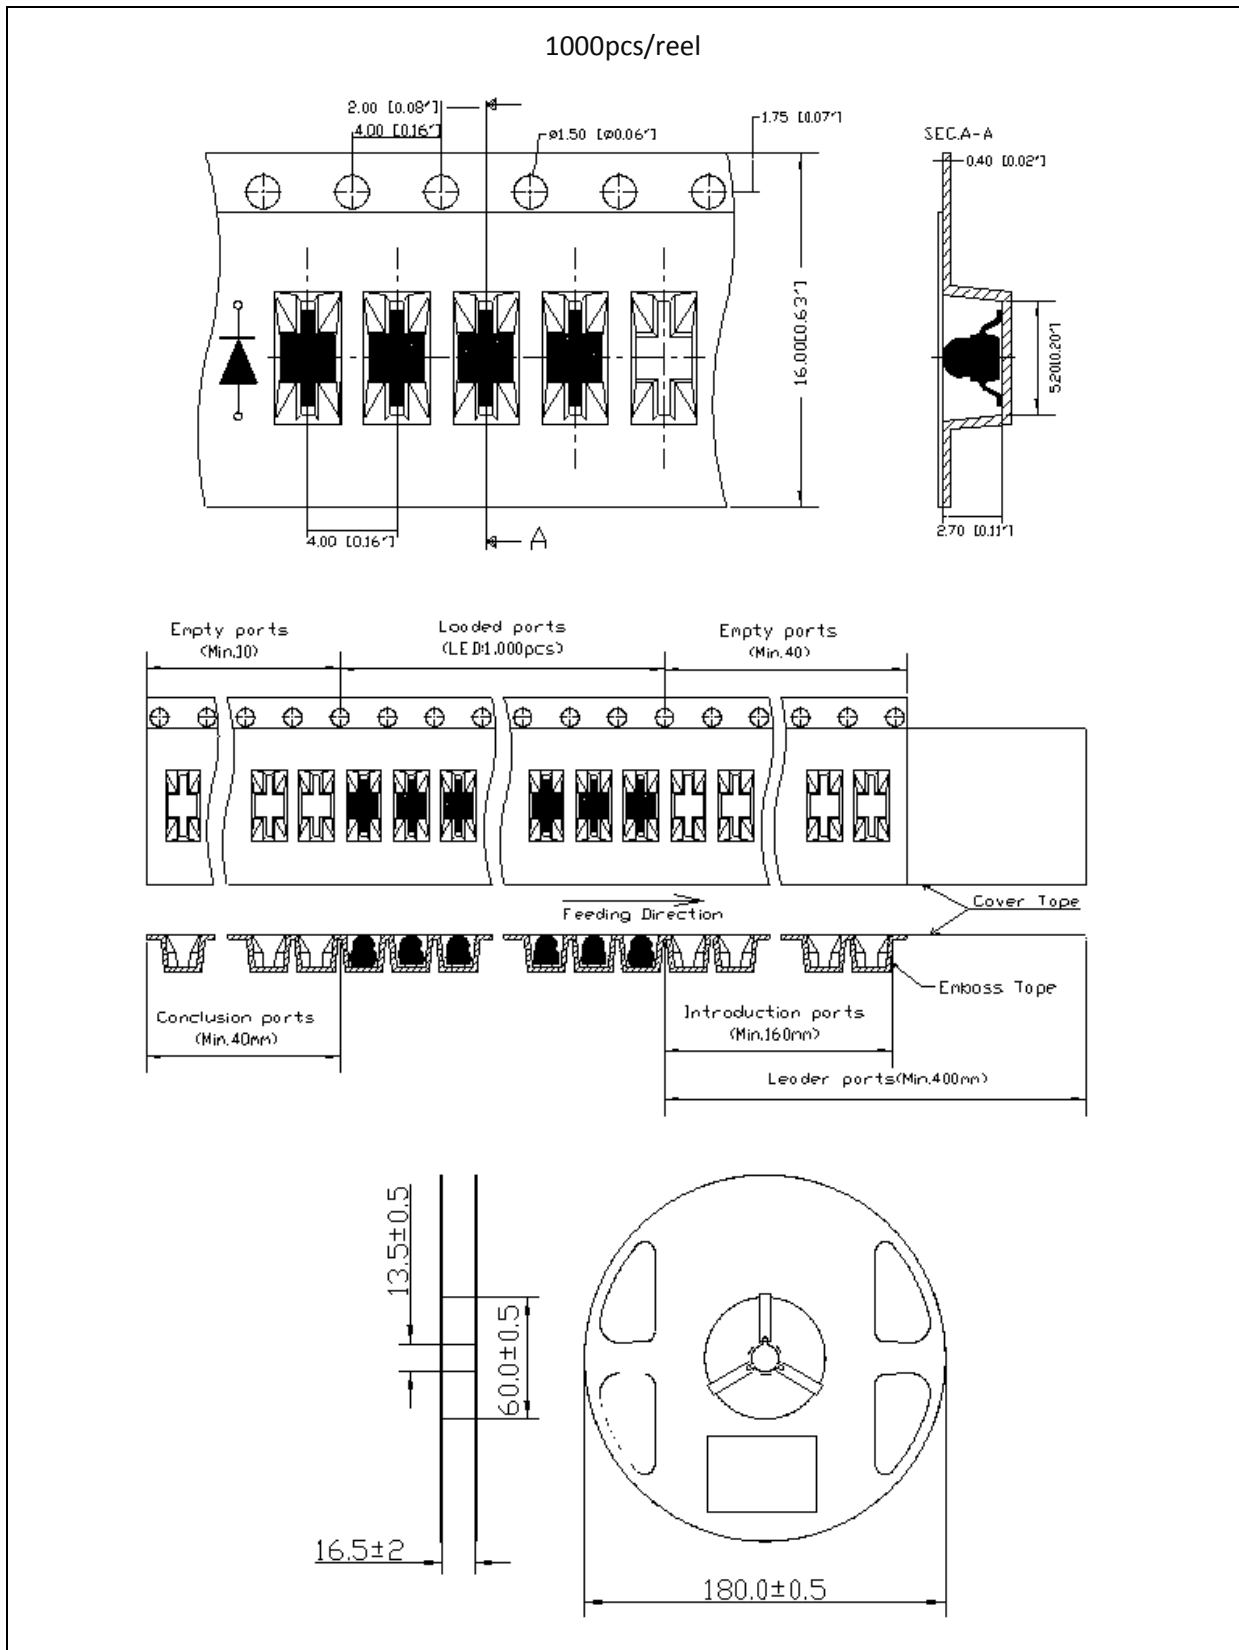 1000pcs/reel
2.00 [0.08"]
4.00 [0.16"]
ø1.50 [ø0.06"]
1.75 [0.07"]
SEC.A-A
0.40 [0.02"]
16.00[0.63"]
5.20[0.20"]
4.00 [0.16"]
A
2.70 [0.11"]
Empty ports
(Min.10)
Looded ports
(LED:1,000pcs)
Empty ports
(Min.40)
Feeding Direction
Cover Tope
Emboss Tope
Conclusion ports
(Min.40mm)
Introduction ports
(Min.160mm)
Leoder ports(Min.400mm)
13.5±0.5
60.0±0.5
16.5±2
180.0±0.5